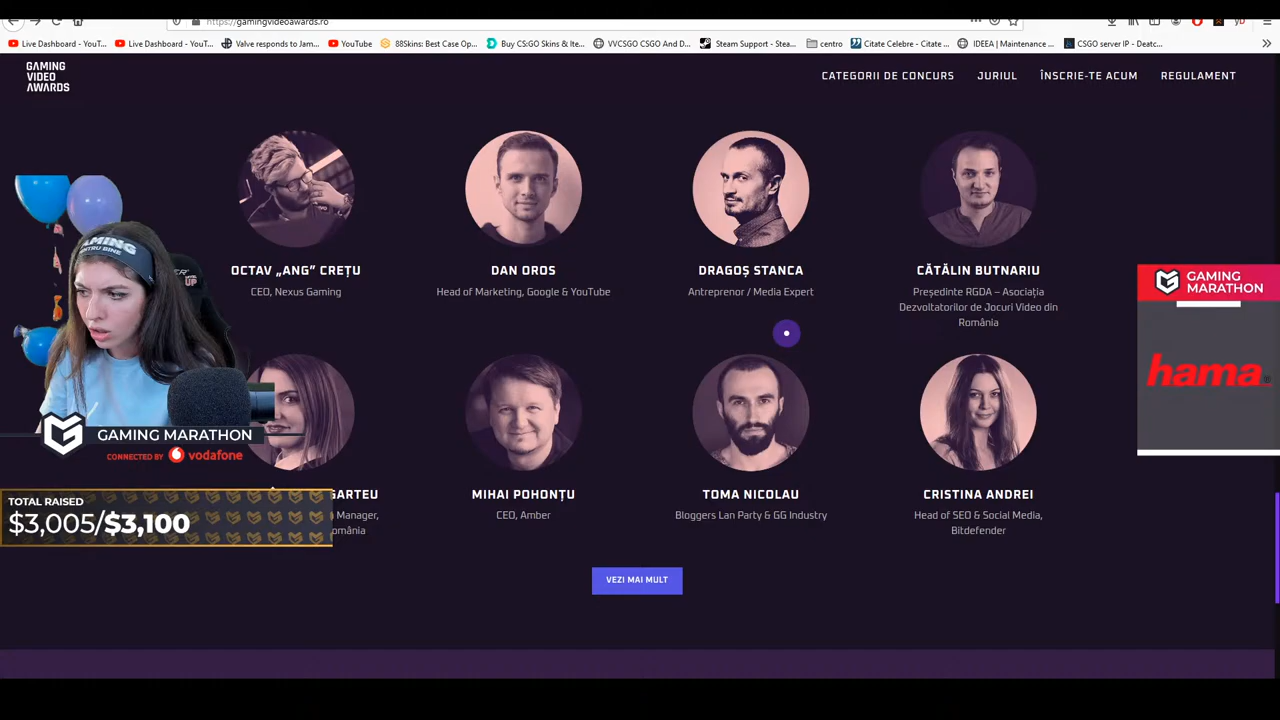 https://gamingvideoawards.ro
Live Dashboard - YouT...
Live Dashboard - YouT...
Valve responds to Jam...
YouTube
88Skins: Best Case Op...
Buy CS:GO Skins & Ite...
VVCSGO CSGO And D...
Steam Support - Stea...
centro
Citate Celebre - Citate ...
IDEEA | Maintenance ...
CSGO server IP - Deatc...
GAMING
VIDEO
AWARDS
CATEGORII DE CONCURS
JURIUL
ÎNSCRIE-TE ACUM
REGULAMENT
OCTAV „ANG” CREȚU
CEO, Nexus Gaming
DAN OROS
Head of Marketing, Google & YouTube
DRAGOȘ STANCA
Antreprenor / Media Expert
CĂTĂLIN BUTNARIU
Președinte RGDA – Asociația
Dezvoltatorilor de Jocuri Video din
România
GAMING
MARATHON
hama
GAMING MARATHON
CONNECTED BY vodafone
TOTAL RAISED
$3,005/$3,100
GARTEU
Manager,
MIHAI POHONȚU
CEO, Amber
TOMA NICOLAU
Bloggers Lan Party & GG Industry
CRISTINA ANDREI
Head of SEO & Social Media,
Bitdefender
VEZI MAI MULT